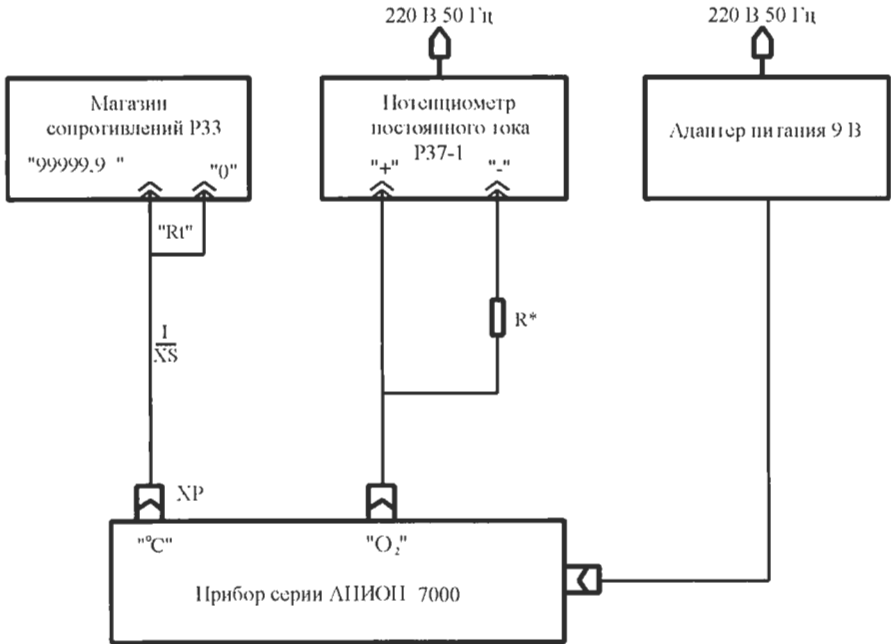 220 В 50 Гц
220 В 50 Гц
Магазин
сопротивлений Р33
"99999,9 "
"0"
Потенциометр
постоянного тока
Р37-1
"+"
"-"
Адаптер питания 9 В
"Rt"
R*
1
XS
XP
"°С"
"O₂"
Прибор серии АНИОН 7000